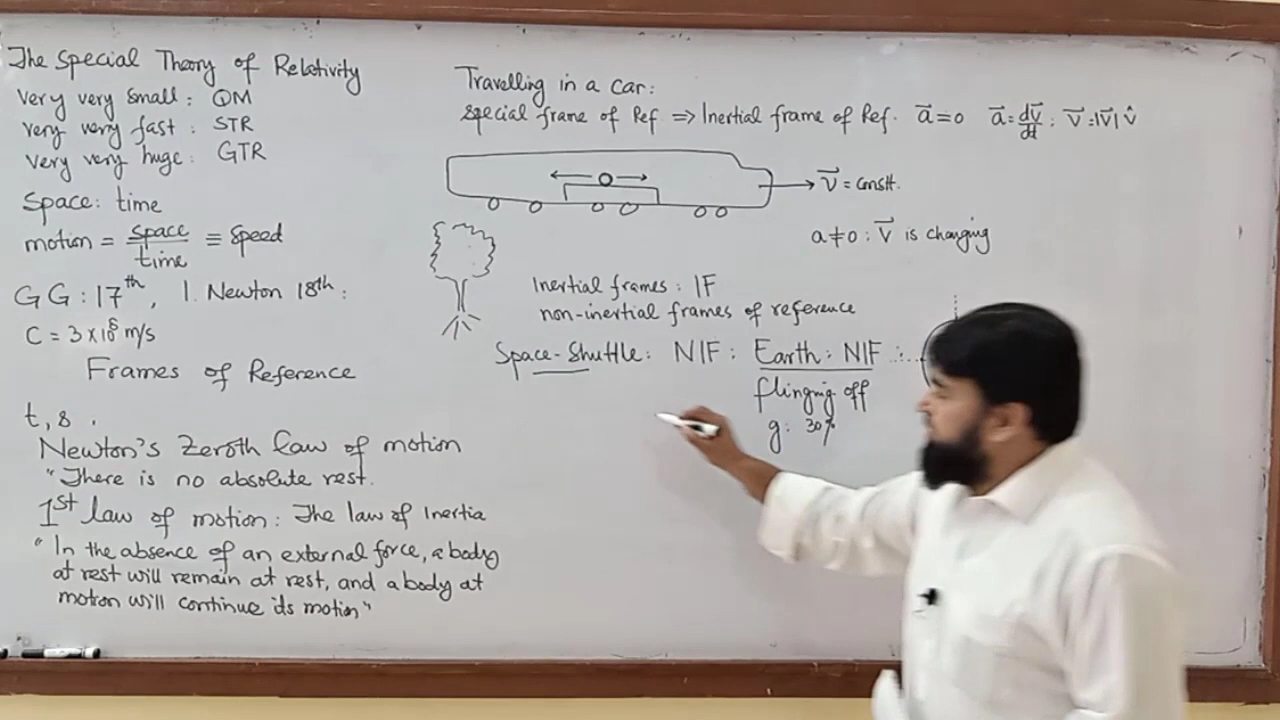 The Special Theory of Relativity
Very very small: QM
very very fast: STR
very very huge: GTR
Space: time
motion = space/time ≡ speed
GG: 17th, I. Newton 18th:
C = 3×10⁸ m/s
Frames of Reference
t, s.
Newton's Zeroth law of motion
"There is no absolute rest.
1st law of motion: The law of Inertia
"In the absence of an external force, a body
at rest will remain at rest, and a body at
motion will continue its motion"
Travelling in a car:
special frame of Ref ⇒ Inertial frame of Ref. a⃗=0 a⃗=dv⃗/dt: v⃗=|v⃗| v̂
v⃗ = constt.
a≠0: v⃗ is changing
Inertial frames: IF
non-inertial frames of reference
Space-Shuttle: NIF: Earth: NIF:
flinging off
g: 30%